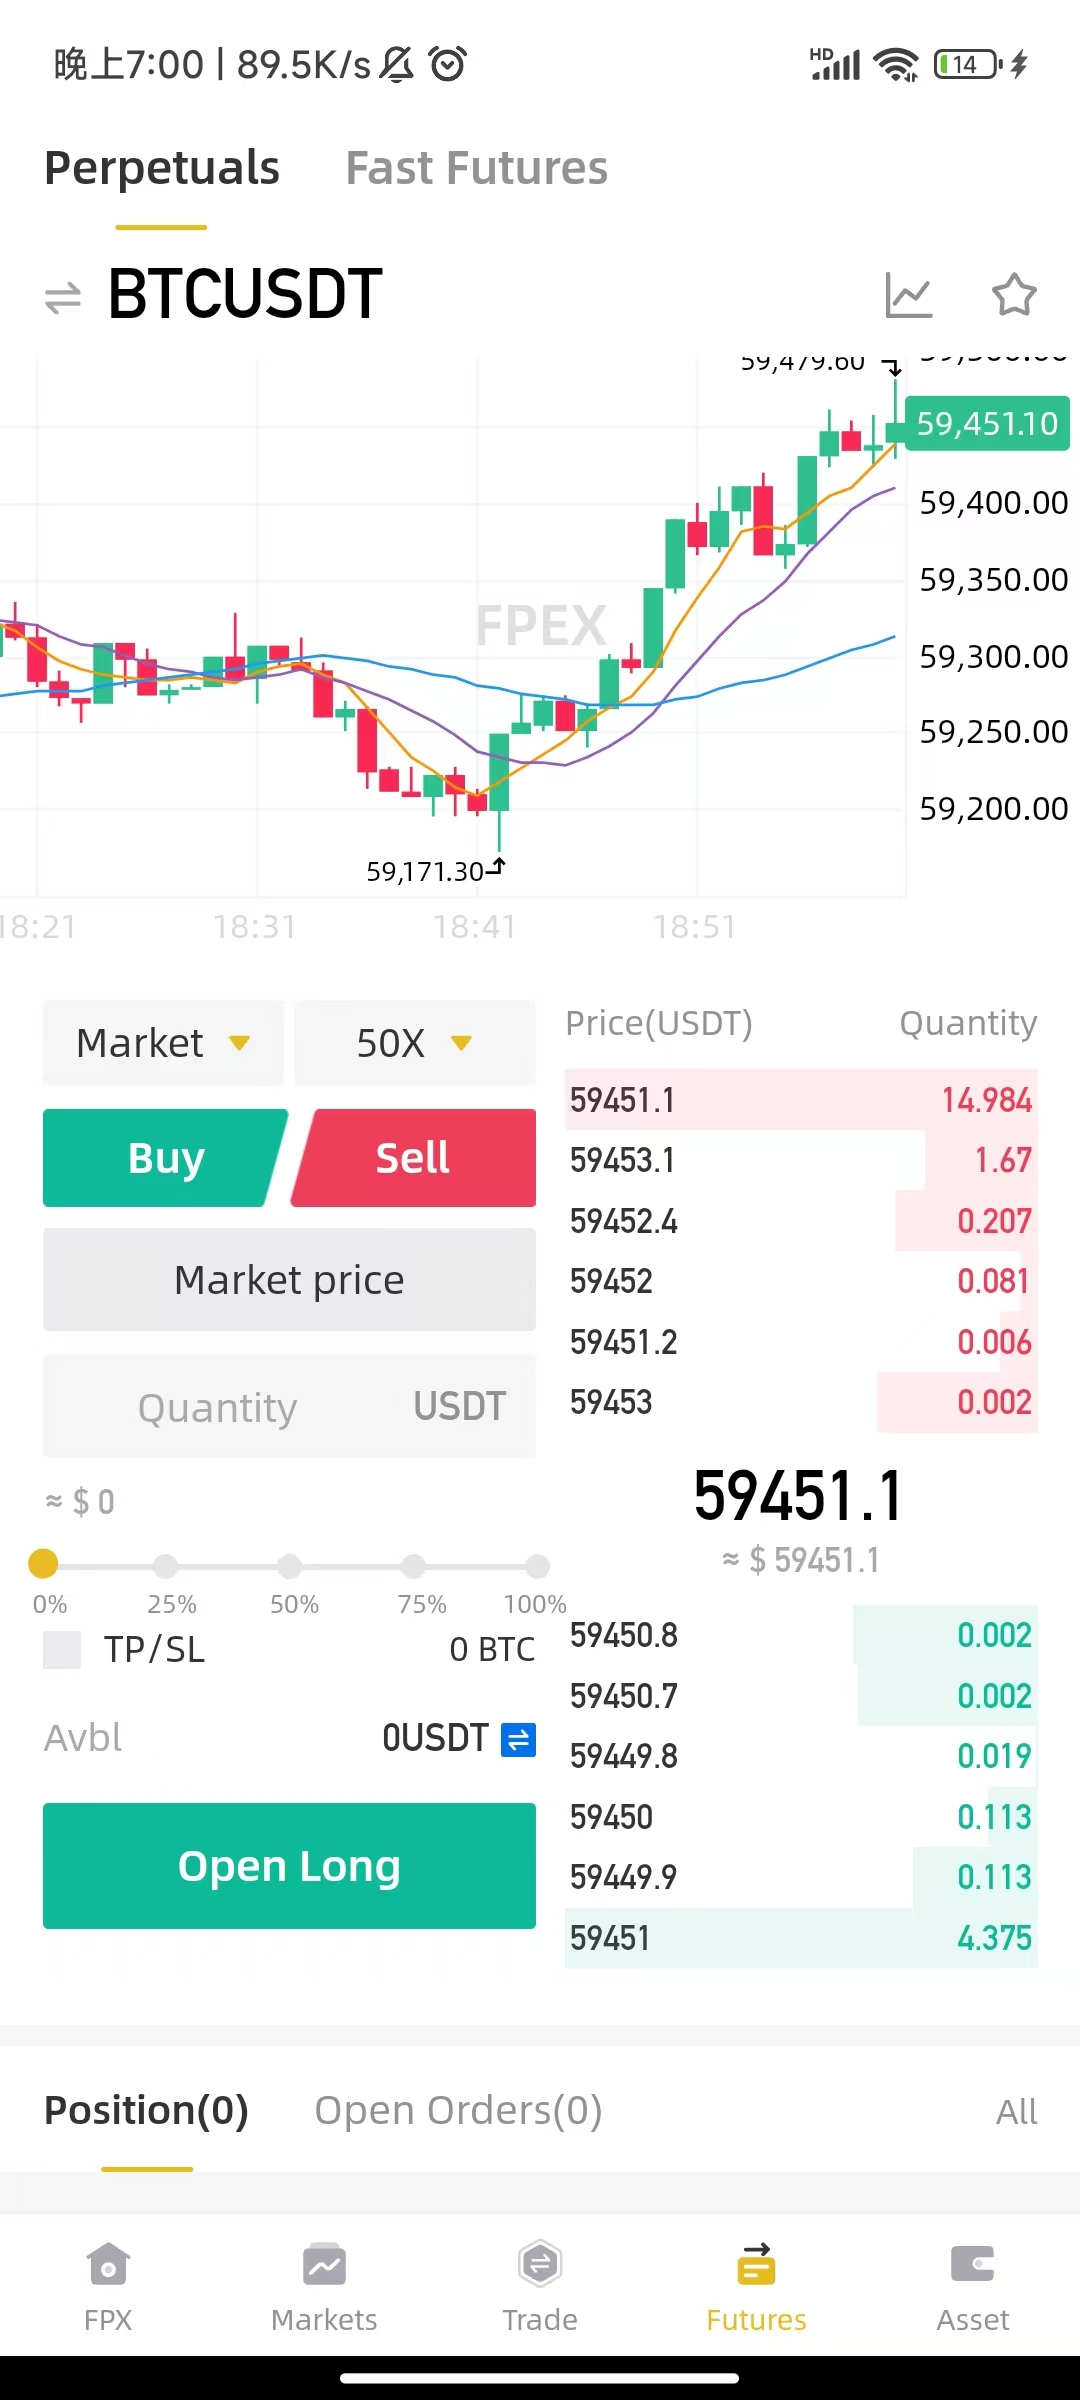 晚上7:00 | 89.5K/s
HD
14
Perpetuals Fast Futures
BTCUSDT
59,479.60
59,451.10
59,400.00
59,350.00
FPEX
59,300.00
59,250.00
59,200.00
59,171.30
18:21 18:31 18:41 18:51
Market 50X
Price(USDT) Quantity
Buy Sell
59451.1 14.984
59453.1 1.67
59452.4 0.207
Market price
59452 0.081
59451.2 0.006
Quantity USDT
59453 0.002
≈ $ 0
59451.1
≈ $ 59451.1
0% 25% 50% 75% 100%
TP/SL 0 BTC
59450.8 0.002
59450.7 0.002
Avbl 0USDT
59449.8 0.019
59450 0.113
Open Long
59449.9 0.113
59451 4.375
Position(0) Open Orders(0) All
FPX Markets Trade Futures Asset